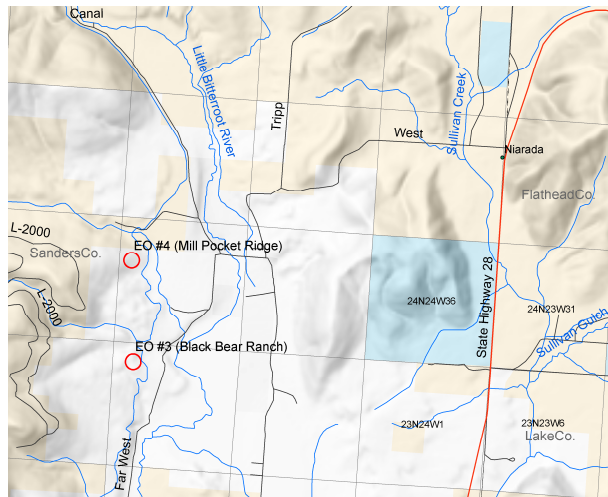 Canal
Little Bitterroot River
Tripp
West
Sullivan Creek
Niarada
FlatheadCo.
L-2000
SandersCo.
EO #4 (Mill Pocket Ridge)
L-2000
State Highway 28
24N24W36
24N23W31
Sullivan Gulch
EO #3 (Black Bear Ranch)
23N24W1
23N23W6
LakeCo.
Far West